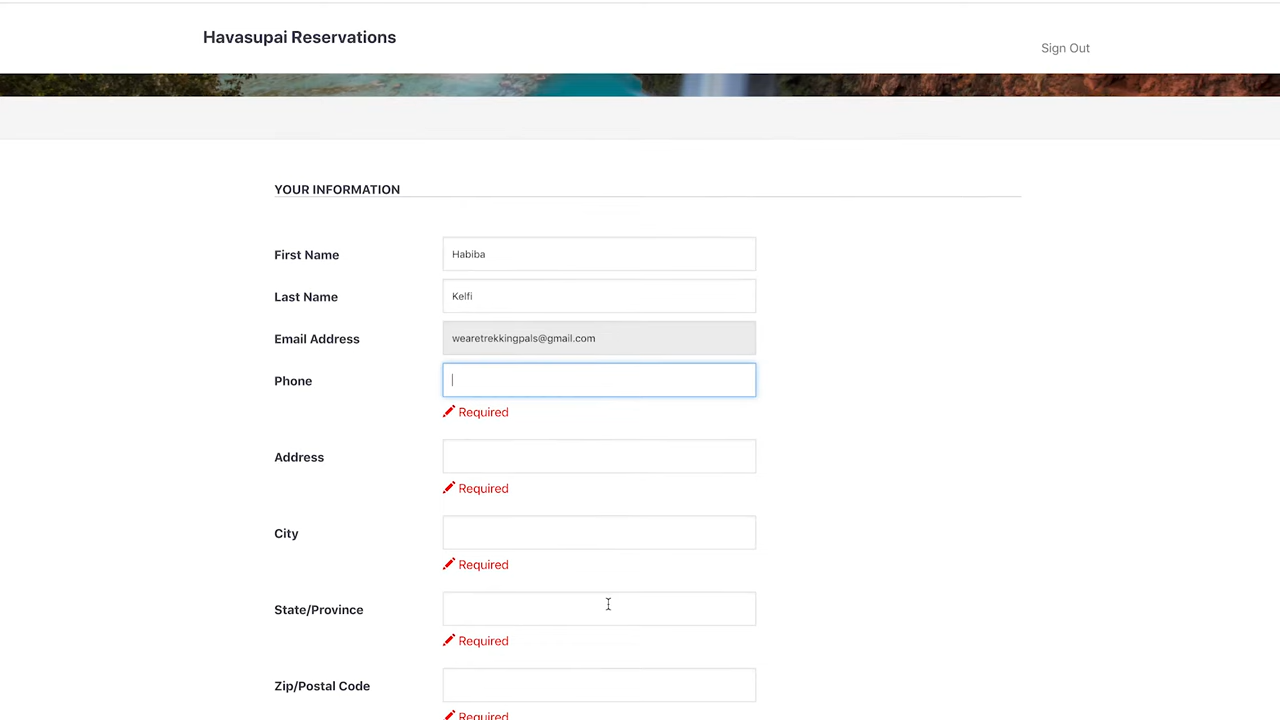 Havasupai Reservations
Sign Out
YOUR INFORMATION
First Name Habiba
Last Name Kelfi
Email Address wearetrekkingpals@gmail.com
Phone
Required
Address
Required
City
Required
State/Province
Required
Zip/Postal Code
Required